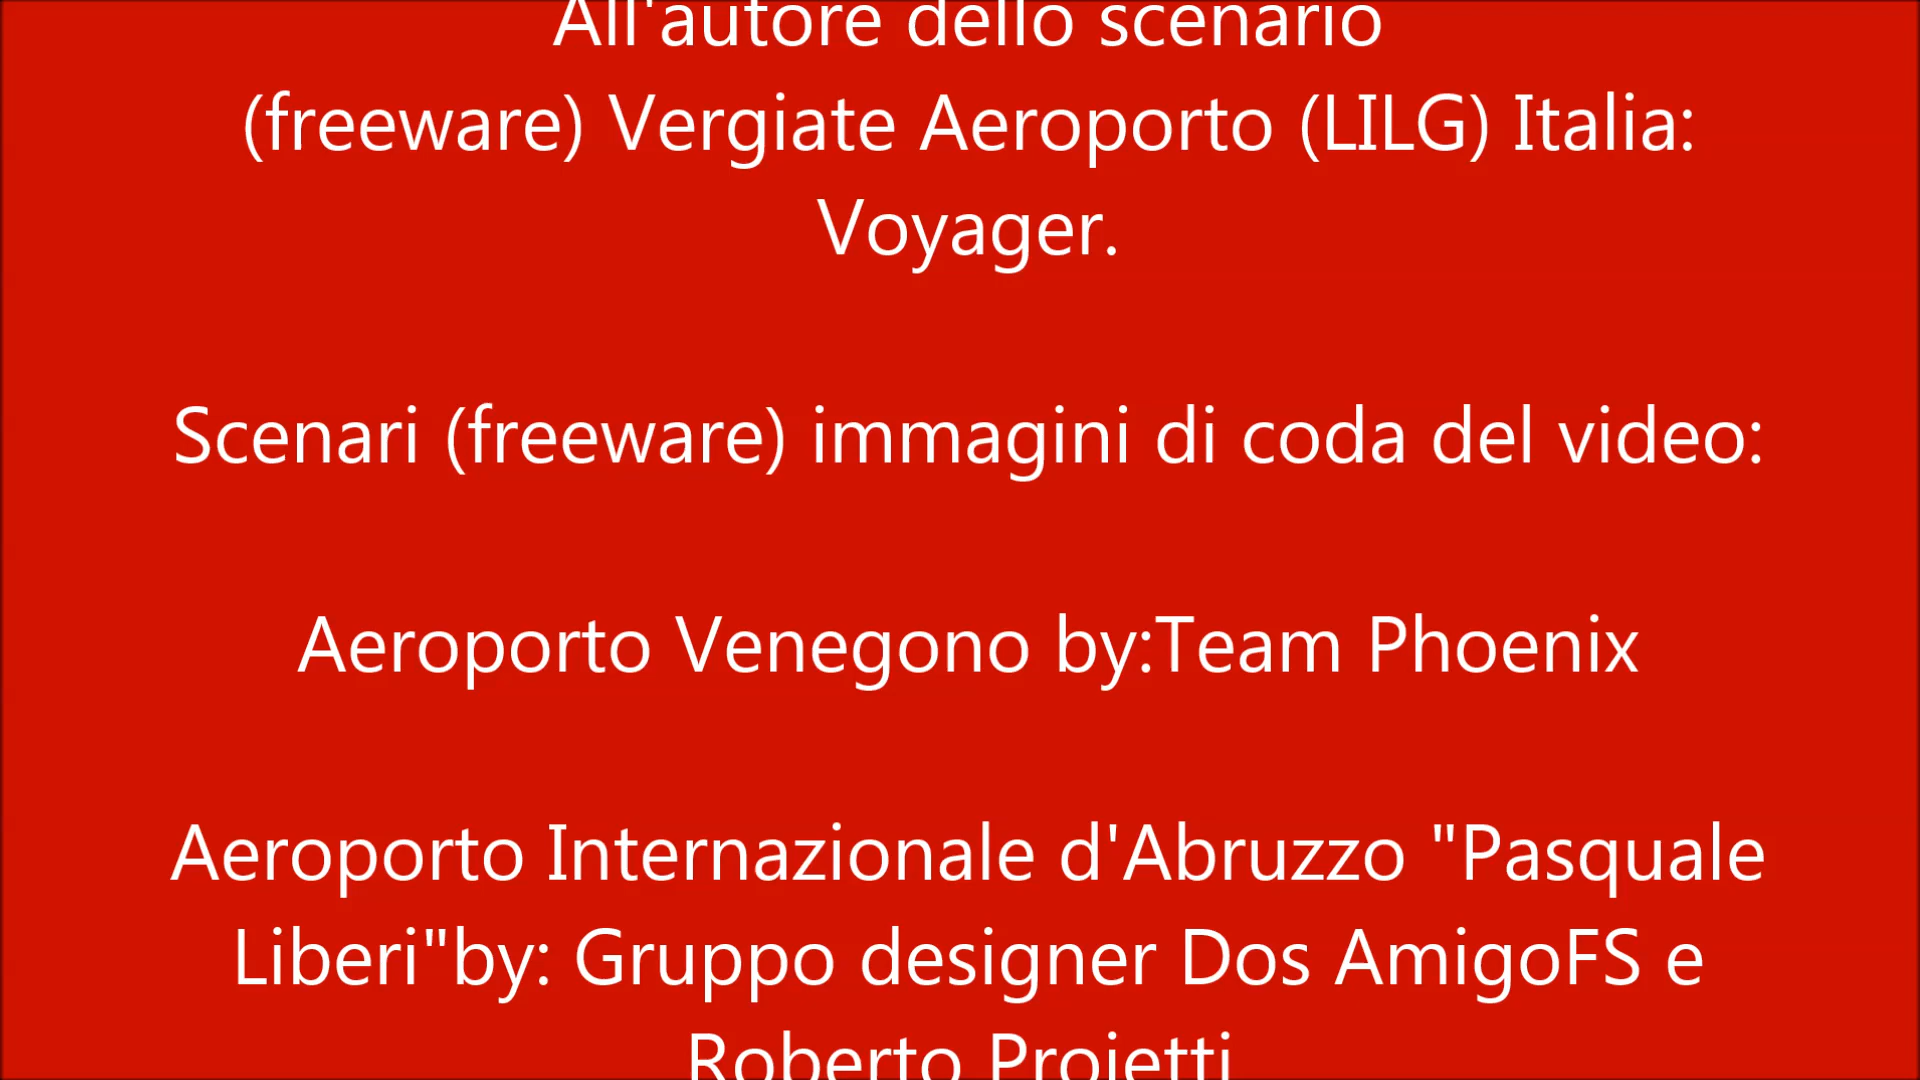 All'autore dello scenario
(freeware) Vergiate Aeroporto (LILG) Italia:
Voyager.
Scenari (freeware) immagini di coda del video:
Aeroporto Venegono by:Team Phoenix
Aeroporto Internazionale d'Abruzzo "Pasquale
Liberi"by: Gruppo designer Dos AmigoFS e
Roberto Proietti